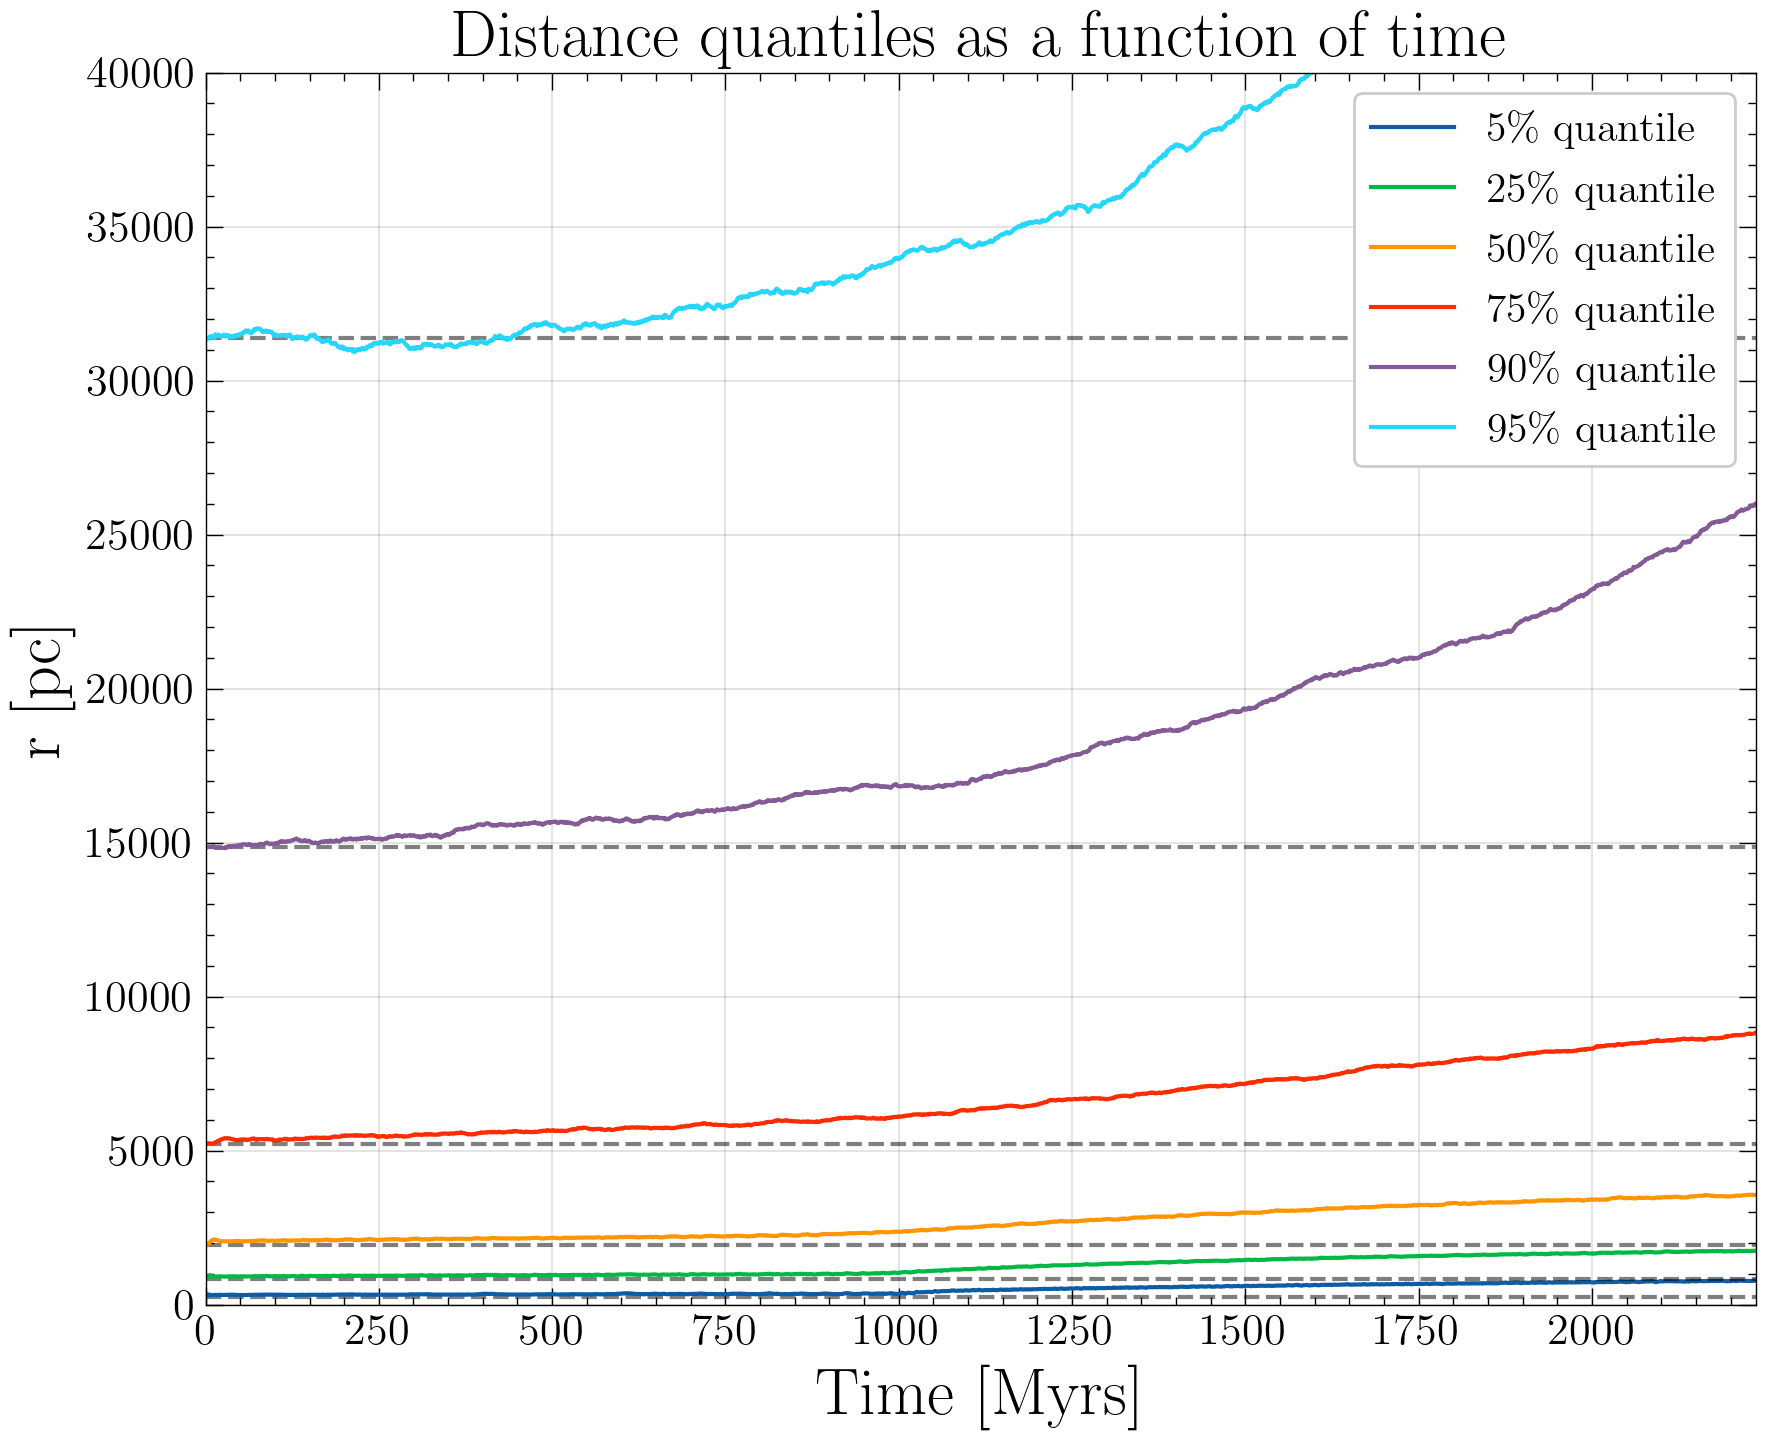 Distance quantiles as a function of time
40000
35000
30000
25000
20000
15000
10000
5000
0
r [pc]
5% quantile
25% quantile
50% quantile
75% quantile
90% quantile
95% quantile
0 250 500 750 1000 1250 1500 1750 2000
Time [Myrs]